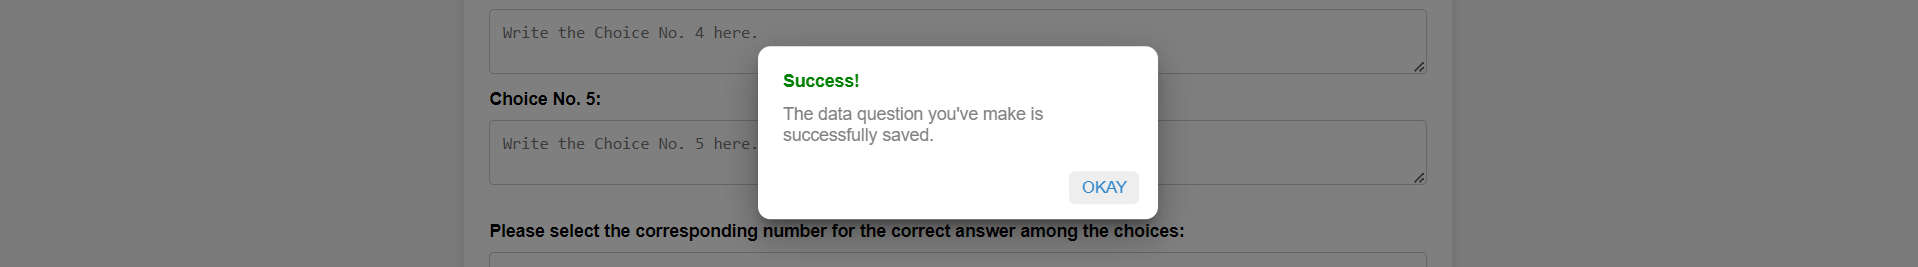 Write the Choice No. 4 here.
Success!
The data question you've make is
successfully saved.
OKAY
Choice No. 5:
Write the Choice No. 5 here.
Please select the corresponding number for the correct answer among the choices: